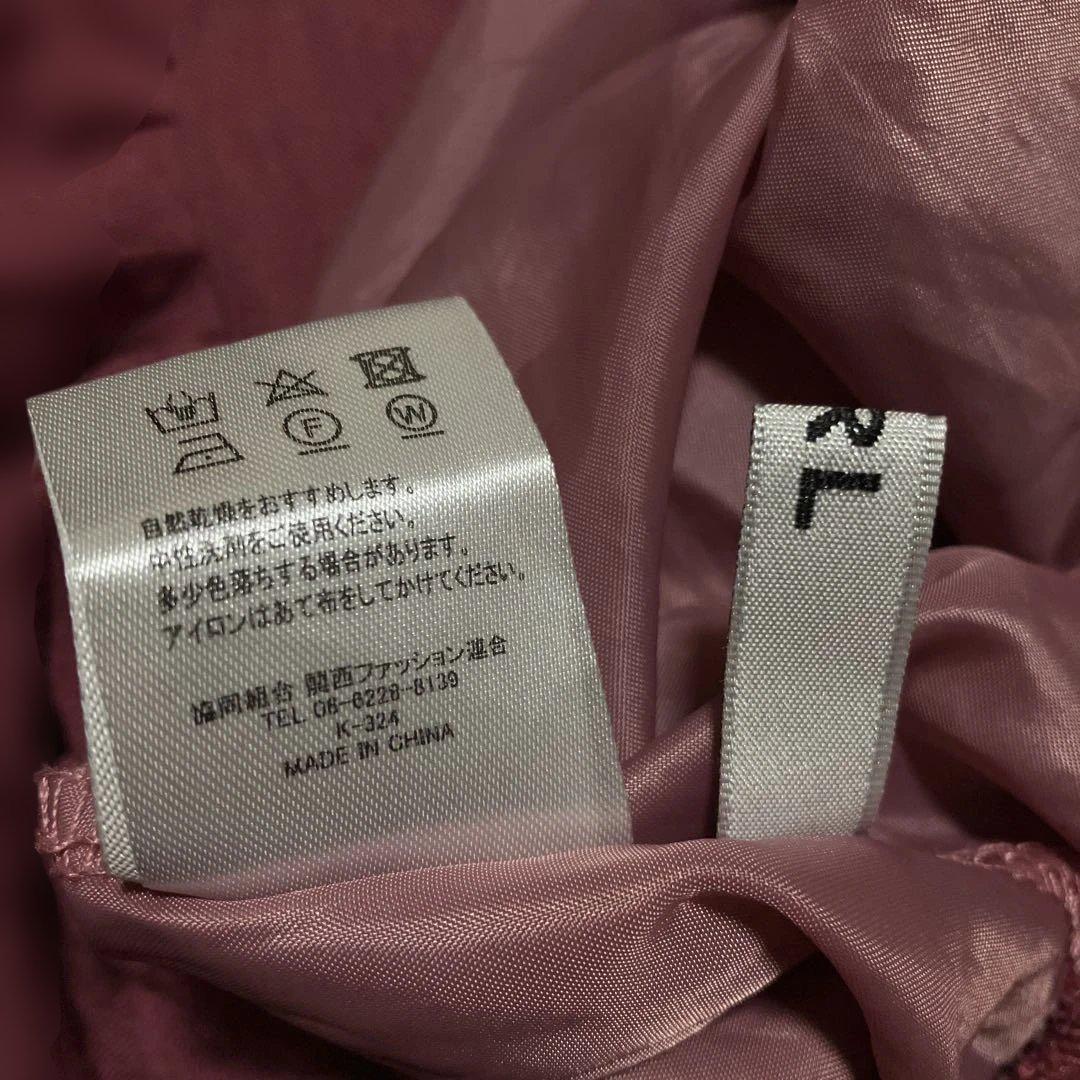 F
W
自然乾燥をおすすめします。
中性洗剤をご使用ください。
多少色落ちする場合があります。
アイロンはあて布をしてかけてください。
協同組合 関西ファッション連合
TEL 06-6228-8139
K-324
MADE IN CHINA
RL